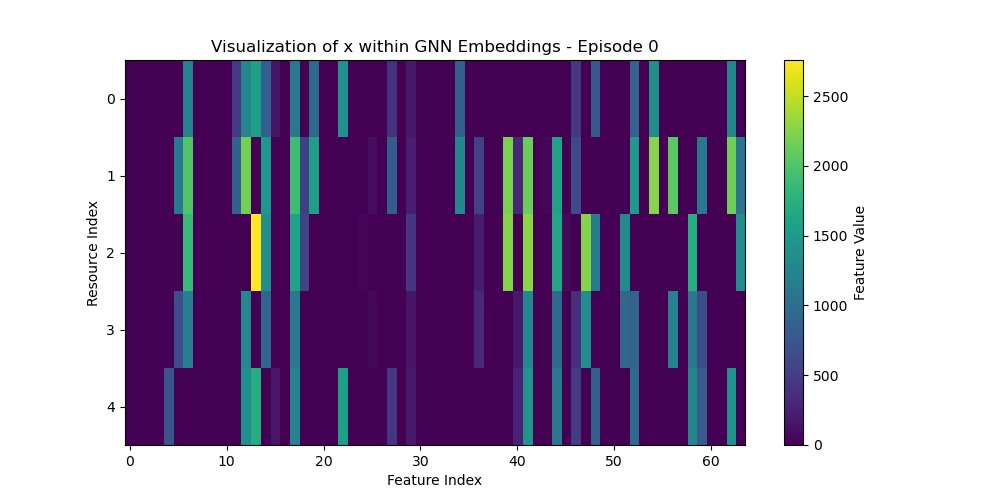 Visualization of x within GNN Embeddings - Episode 0
Resource Index
0
1
2
3
4
0 10 20 30 40 50 60
Feature Index
2500
2000
1500
1000
500
0
Feature Value